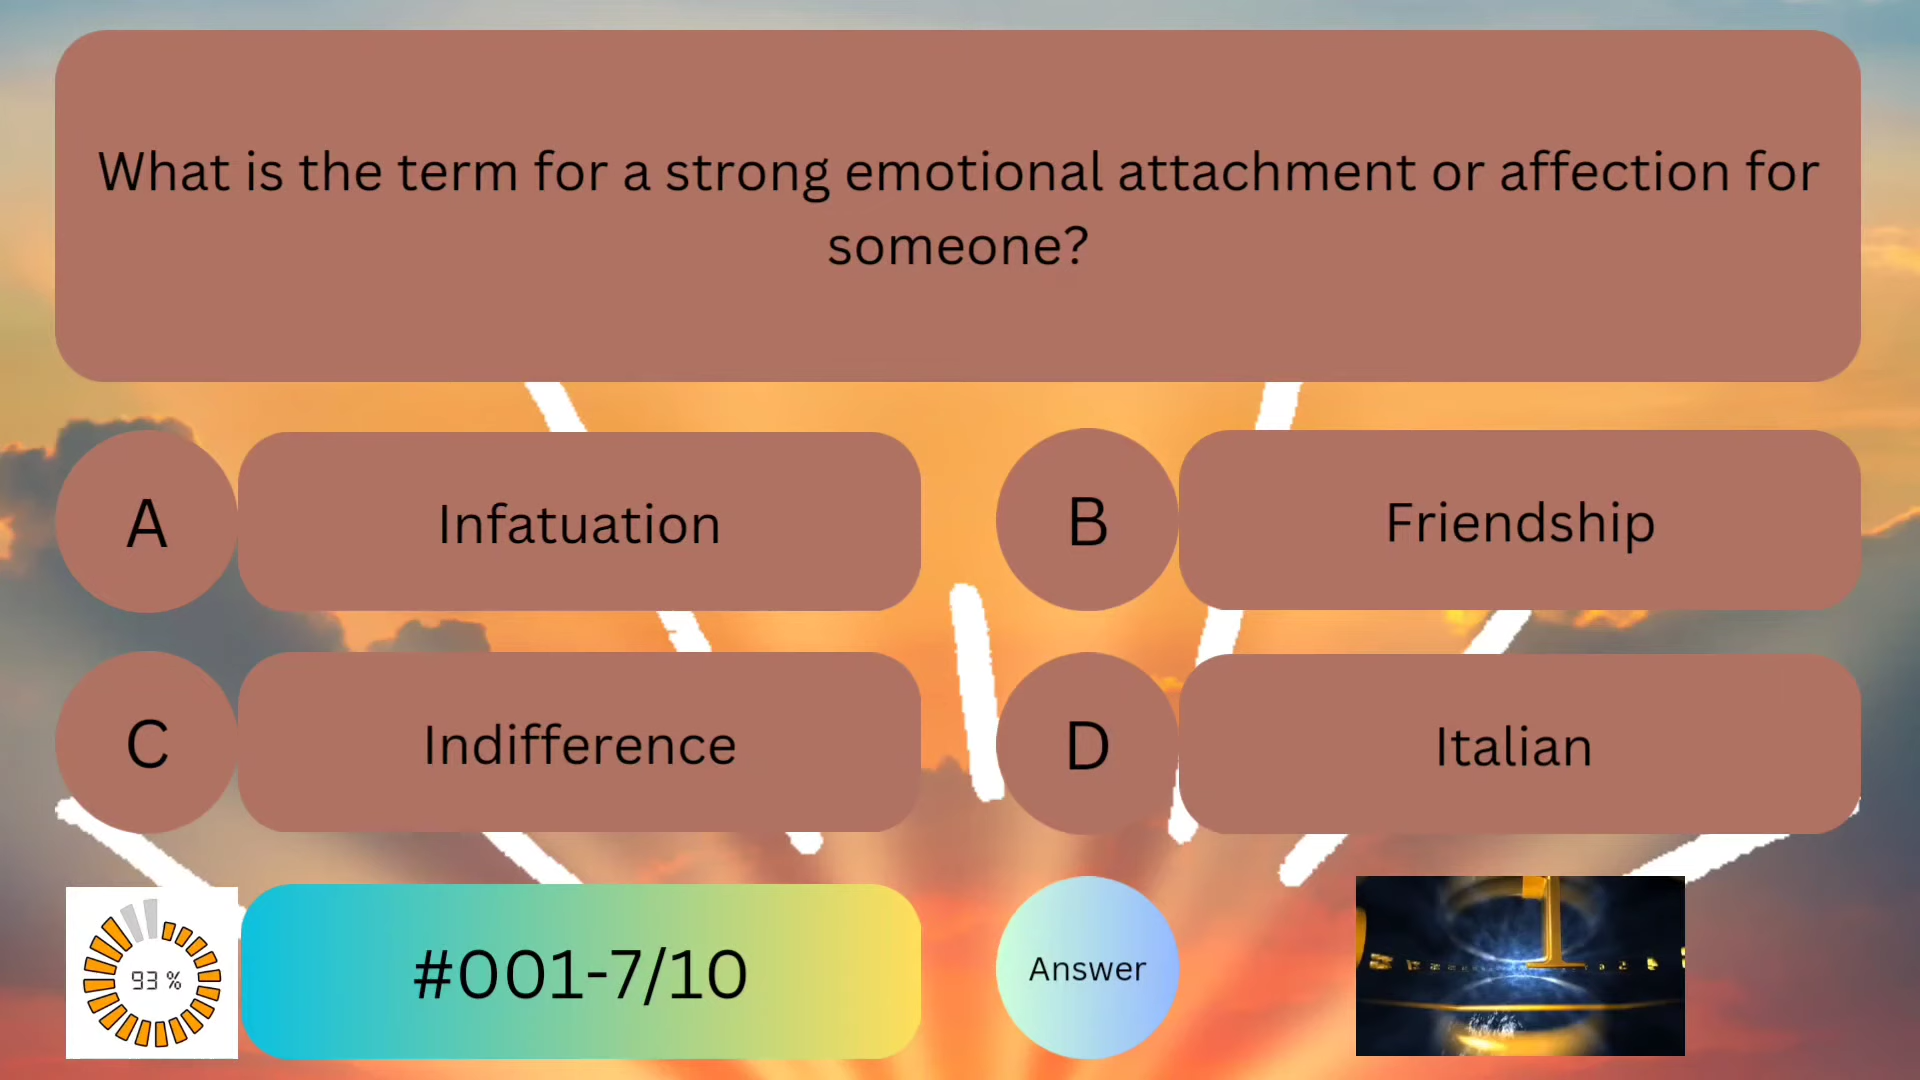 What is the term for a strong emotional attachment or affection for
someone?
A
Infatuation
B
Friendship
C
Indifference
D
Italian
93 %
#001-7/10
Answer
1